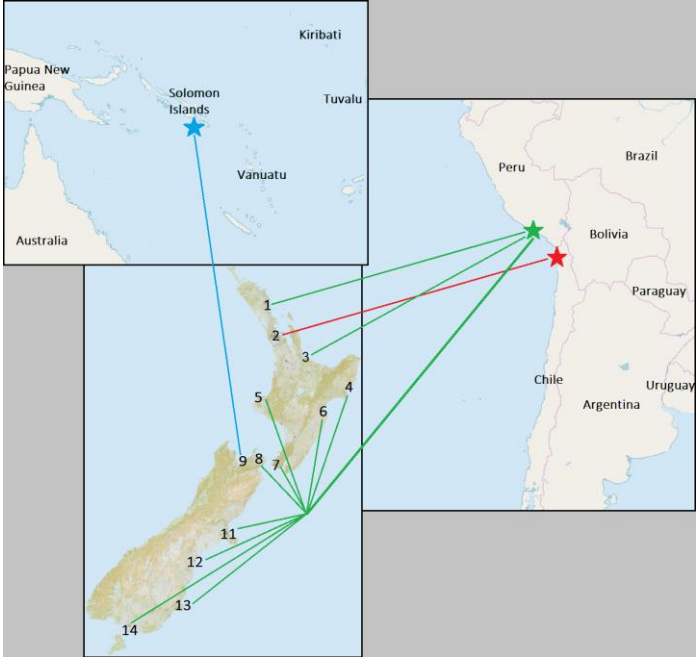 Kiribati
Papua New
Guinea
Solomon
Islands
Tuvalu
Vanuatu
Australia
Peru
Brazil
Bolivia
Paraguay
Chile
Uruguay
Argentina
1
2
3
4
5
6
7
8
9
11
12
13
14